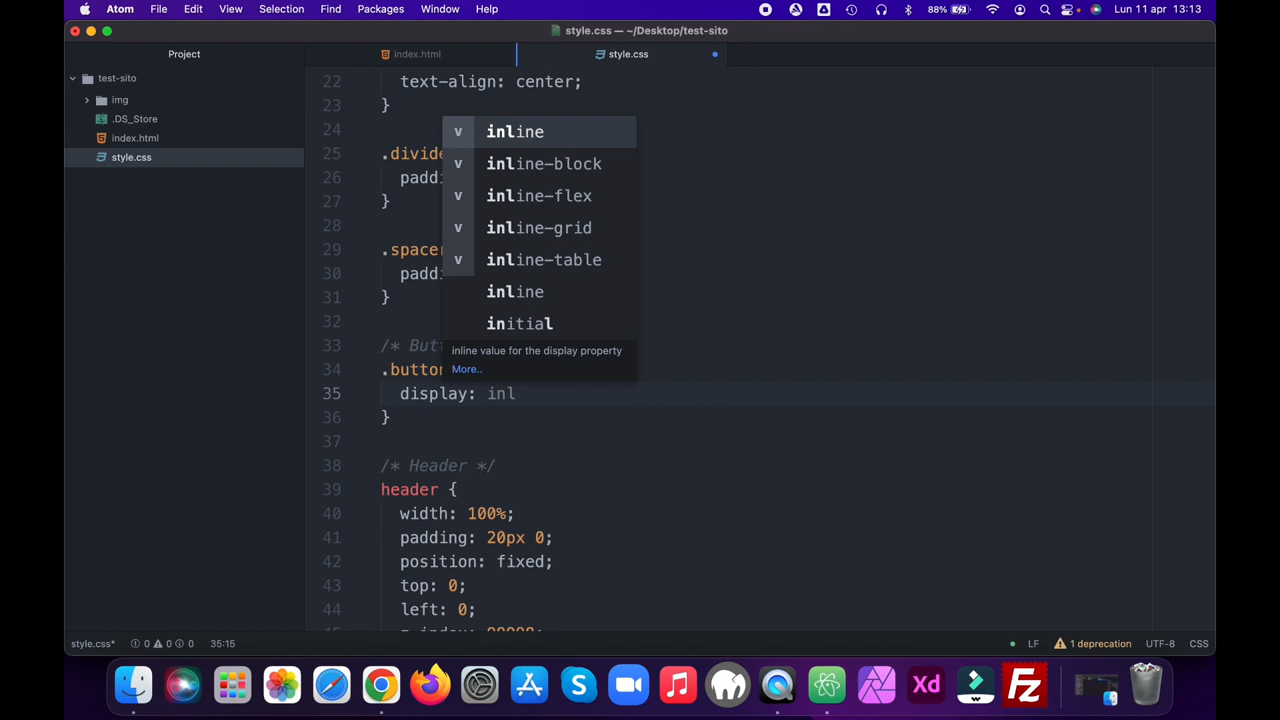 Atom File Edit View Selection Find Packages Window Help 88% Lun 11 apr 13:13
style.css — ~/Desktop/test-sito
Project index.html style.css
test-sito
img
.DS_Store
index.html
style.css
22 text-align: center;
23 }
24
25 .divide
26 paddi
27 }
28
29 .spacer
30 paddi
31 }
32
33 /* But
34 .button
35 display: inl
36 }
37
38 /* Header */
39 header {
40 width: 100%;
41 padding: 20px 0;
42 position: fixed;
43 top: 0;
44 left: 0;
v inline
v inline-block
v inline-flex
v inline-grid
v inline-table
inline
initial
inline value for the display property
More..
style.css* 0 0 0 35:15 LF 1 deprecation UTF-8 CSS
Xd
Fz